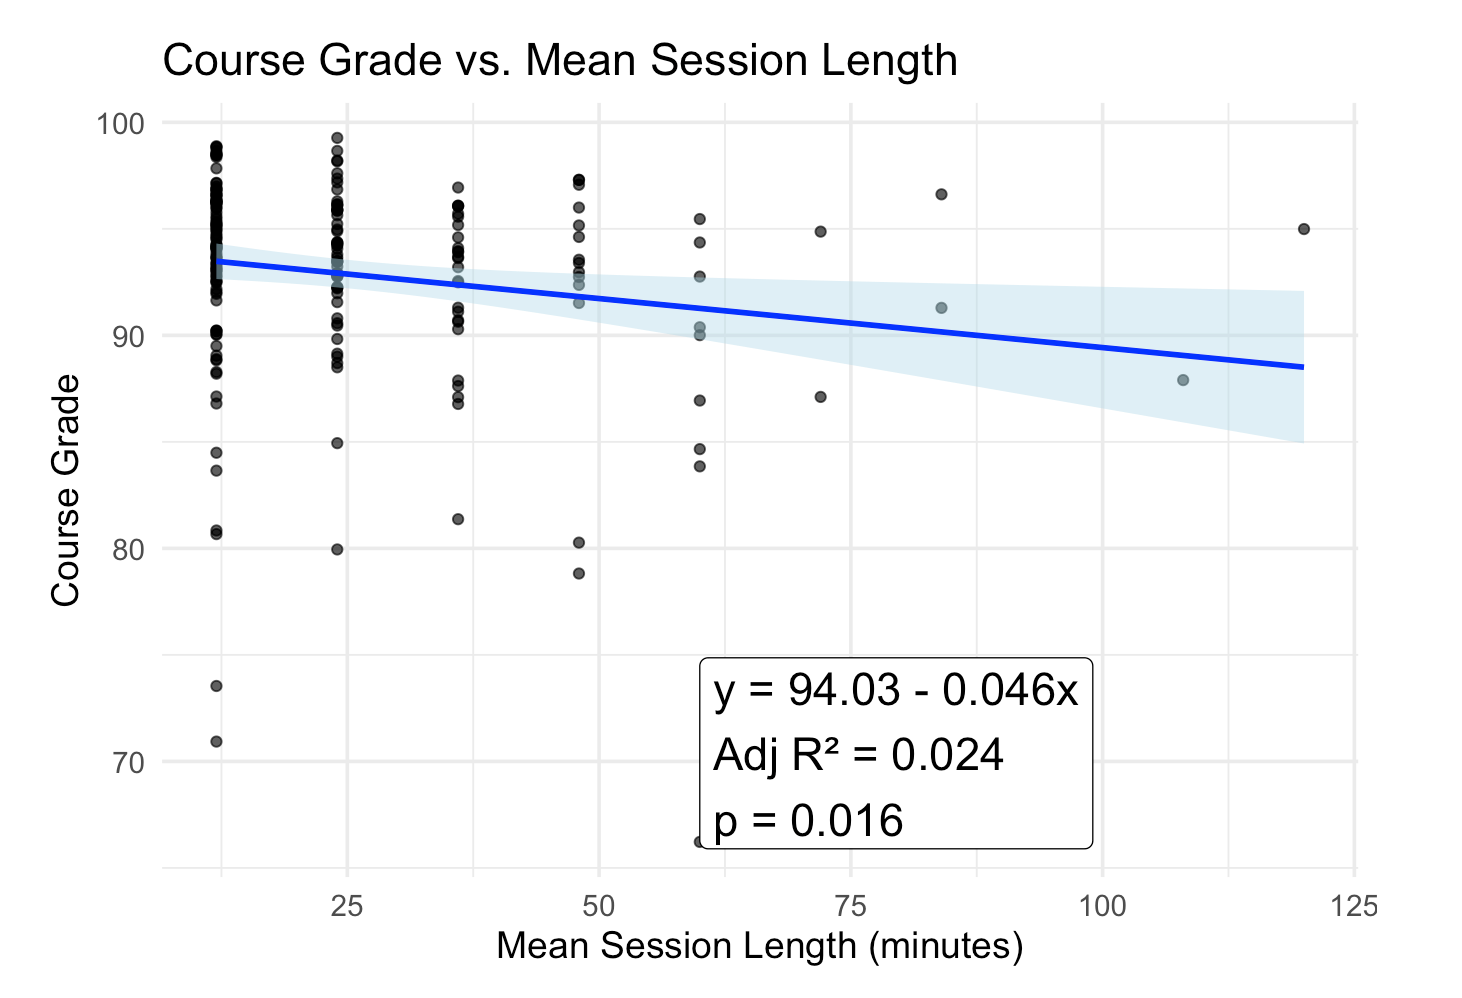 Course Grade vs. Mean Session Length
100
90
80
70
Course Grade
y = 94.03 - 0.046x
Adj R² = 0.024
p = 0.016
25 50 75 100 125
Mean Session Length (minutes)